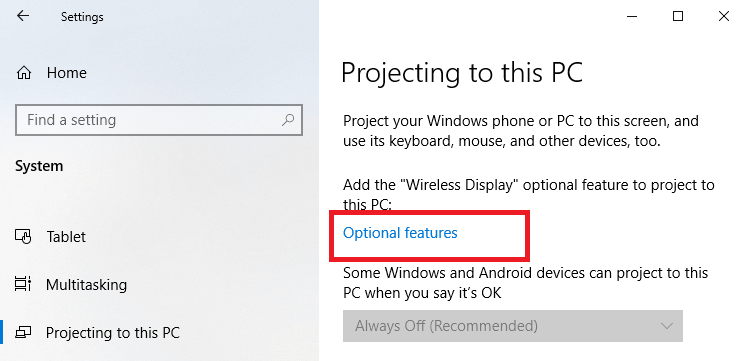 Settings
Home
Find a setting
System
Tablet
Multitasking
Projecting to this PC
Projecting to this PC
Project your Windows phone or PC to this screen, and
use its keyboard, mouse, and other devices, too.
Add the "Wireless Display" optional feature to project to
this PC:
Optional features
Some Windows and Android devices can project to this
PC when you say it’s OK
Always Off (Recommended)